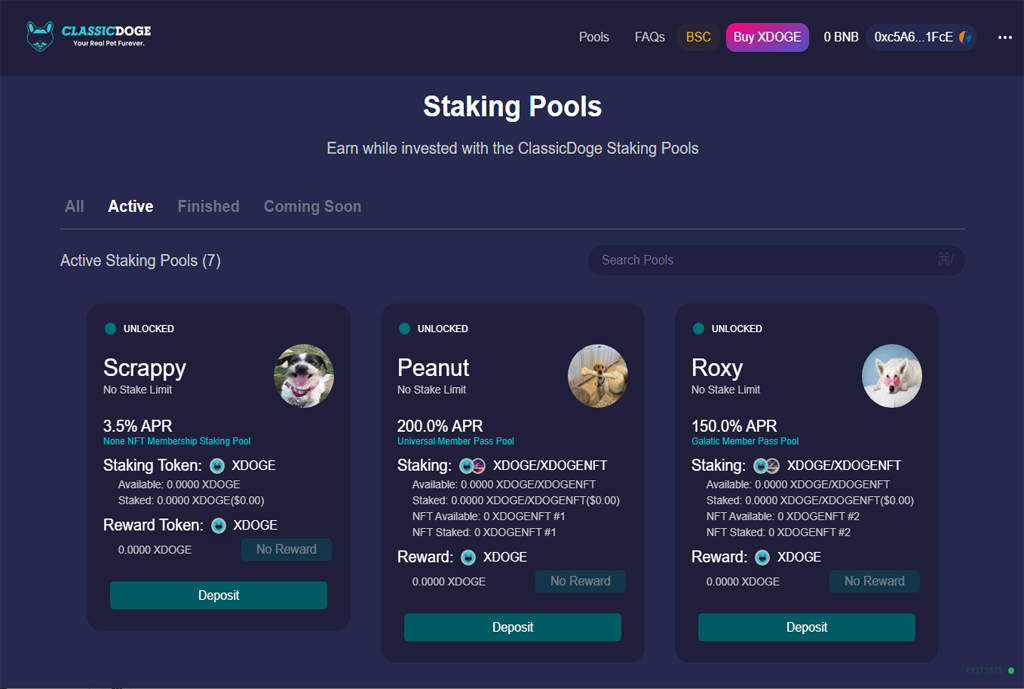 CLASSICDOGE
Your Real Pet Furever.
Pools FAQs BSC Buy XDOGE 0 BNB 0xc5A6...1FcE ...
Staking Pools
Earn while invested with the ClassicDoge Staking Pools
All Active Finished Coming Soon
Active Staking Pools (7)
Search Pools ⌘/
UNLOCKED
Scrappy
No Stake Limit
3.5% APR
None NFT Membership Staking Pool
Staking Token: XDOGE
Available: 0.0000 XDOGE
Staked: 0.0000 XDOGE($0.00)
Reward Token: XDOGE
0.0000 XDOGE No Reward
Deposit
UNLOCKED
Peanut
No Stake Limit
200.0% APR
Universal Member Pass Pool
Staking: XDOGE/XDOGENFT
Available: 0.0000 XDOGE/XDOGENFT
Staked: 0.0000 XDOGE/XDOGENFT($0.00)
NFT Available: 0 XDOGENFT #1
NFT Staked: 0 XDOGENFT #1
Reward: XDOGE
0.0000 XDOGE No Reward
Deposit
UNLOCKED
Roxy
No Stake Limit
150.0% APR
Galatic Member Pass Pool
Staking: XDOGE/XDOGENFT
Available: 0.0000 XDOGE/XDOGENFT
Staked: 0.0000 XDOGE/XDOGENFT($0.00)
NFT Available: 0 XDOGENFT #2
NFT Staked: 0 XDOGENFT #2
Reward: XDOGE
0.0000 XDOGE No Reward
Deposit